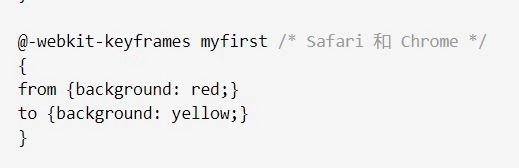 @-webkit-keyframes myfirst /* Safari 和 Chrome */
{
from {background: red;}
to {background: yellow;}
}